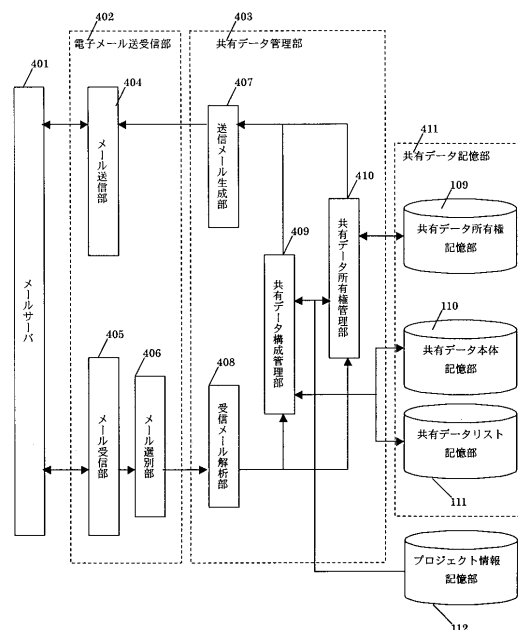 402
403
電子メール送受信部
共有データ管理部
401
404
407
411
共有データ記憶部
メールサーバ
メール送信部
送信メール生成部
410
109
共有データ所有権
記憶部
409
共有データ所有権管理部
共有データ構成管理部
110
共有データ本体
記憶部
405
406
408
メール受信部
メール選別部
受信メール解析部
共有データリスト
記憶部
111
プロジェクト情報
記憶部
112